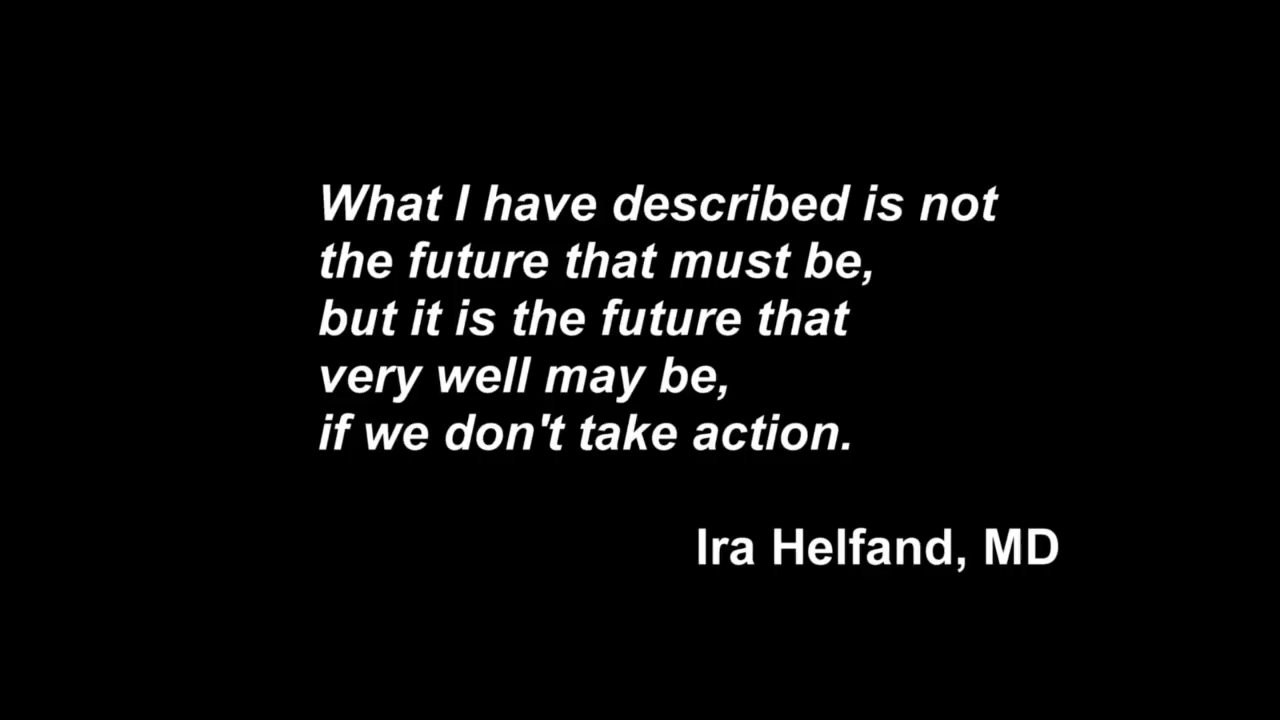 What I have described is not
the future that must be,
but it is the future that
very well may be,
if we don't take action.
Ira Helfand, MD